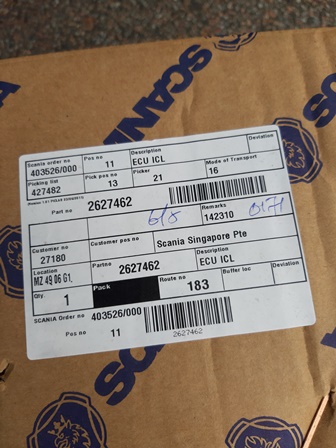 SCANIA
SCANIA
Scania order no
403526/000
Pos no
11
Description
ECU ICL
Deviation
Picking list
427482
Pick pos no
13
Picker
21
Mode of Transport
16
Part no
2627462
6/8
Remarks
142310
Customer no
27180
Customer pos no
Scania Singapore Pte
Location
MZ 49 06 G1.
Partno
2627462
Description
ECU ICL
Qty.
1
Pack
Route no
183
Buffer loc
Deviation
SCANIA Order no
403526/000
Pos no
11
2627462
SCANIA